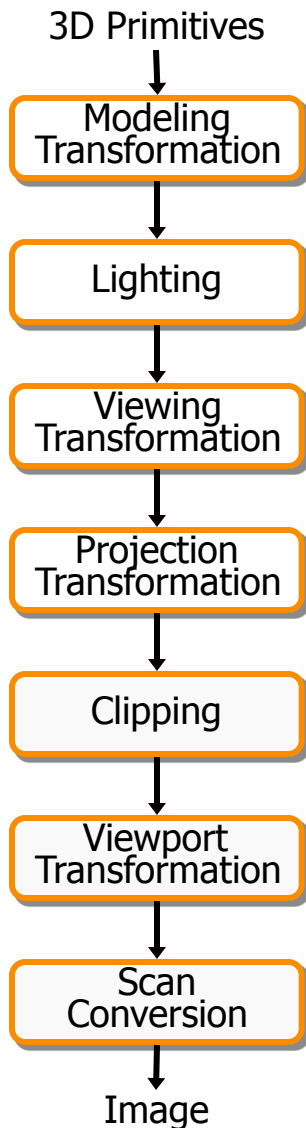 3D Primitives
Modeling
Transformation
Lighting
Viewing
Transformation
Projection
Transformation
Clipping
Viewport
Transformation
Scan
Conversion
Image